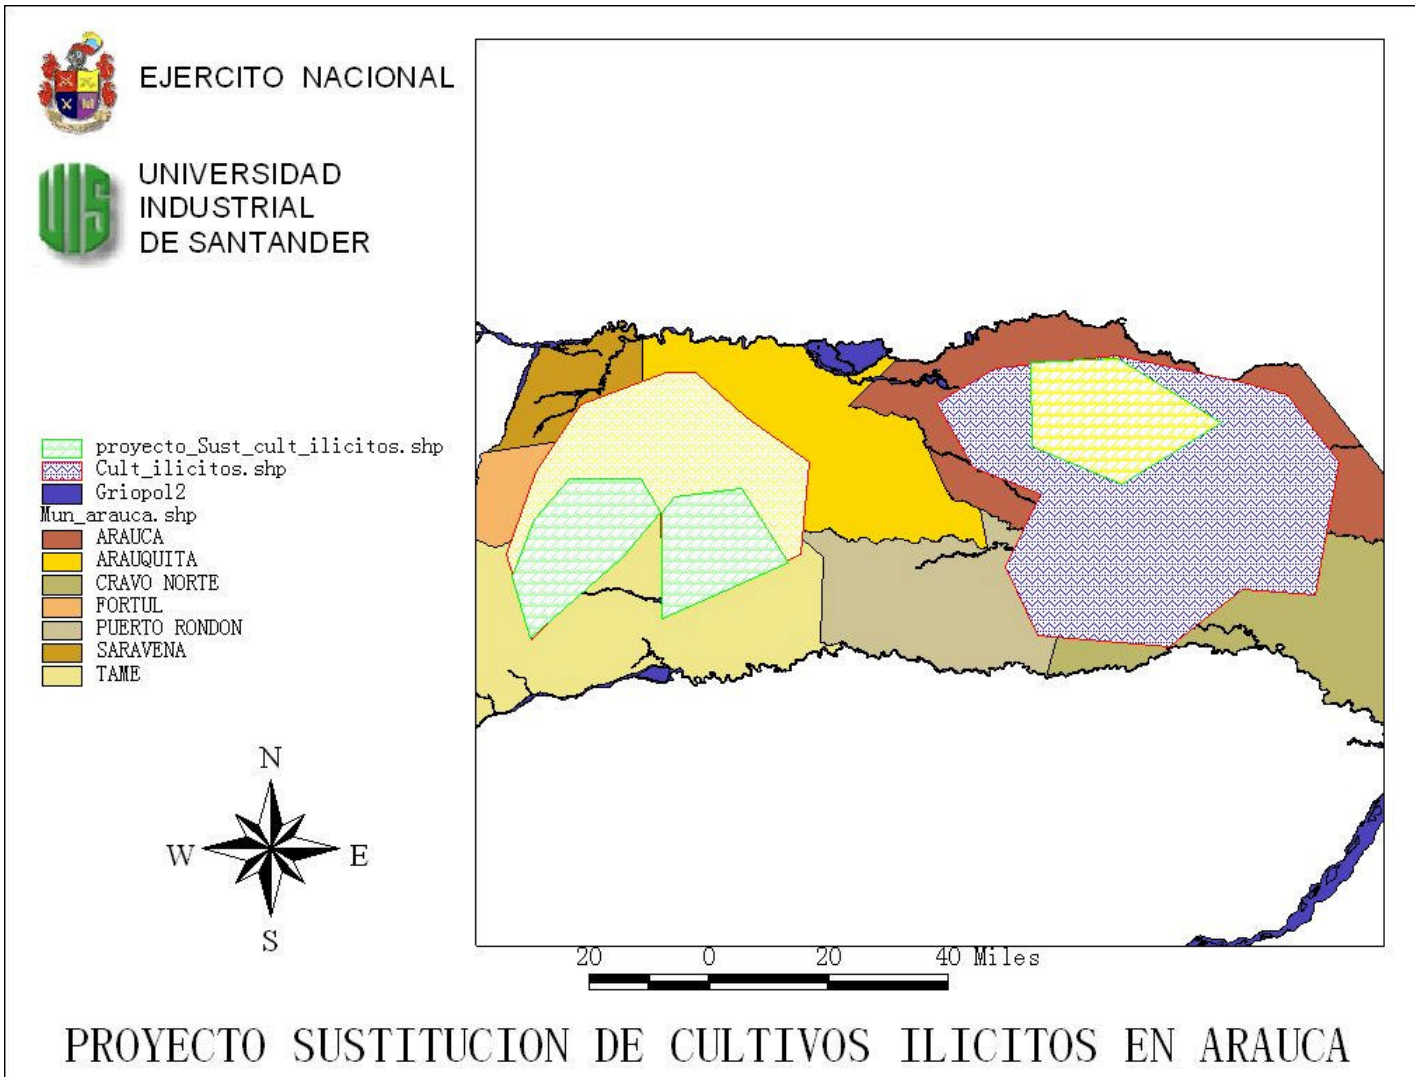 EJERCITO NACIONAL
UIS
UNIVERSIDAD
INDUSTRIAL
DE SANTANDER
proyecto_Sust_cult_ilicitos.shp
Cult_ilicitos.shp
Griopol2
Mun_arauca.shp
ARAUCA
ARAUQUITA
CRAVO NORTE
FORTUL
PUERTO RONDON
SARAVENA
TAME
N
W E
S
20 0 20 40 Miles
PROYECTO SUSTITUCION DE CULTIVOS ILICITOS EN ARAUCA